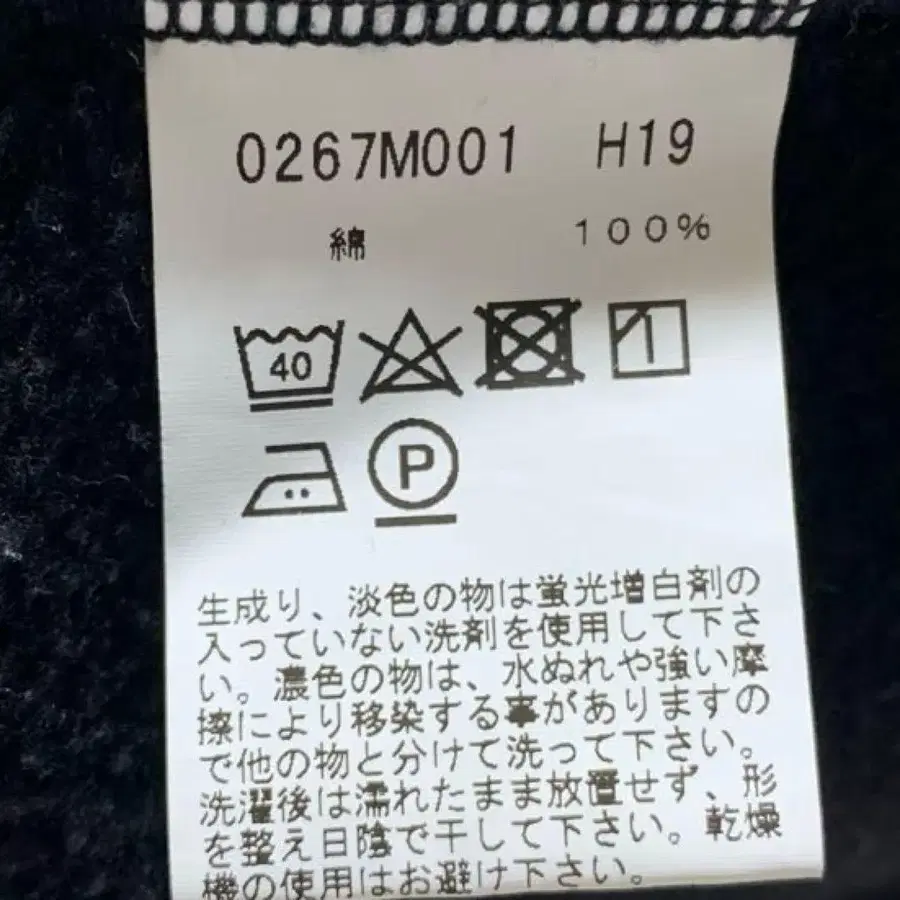 0267M001 H19
綿 100%
40
P
生成り、淡色の物は蛍光増白剤の
入っていない洗剤を使用して下さ
い。濃色の物は、水ぬれや強い摩
擦により移染する事がありますの
で他の物と分けて洗って下さい。
洗濯後は濡れたまま放置せず、形
を整え日陰で干して下さい。乾燥
機の使用はお避け下さい。